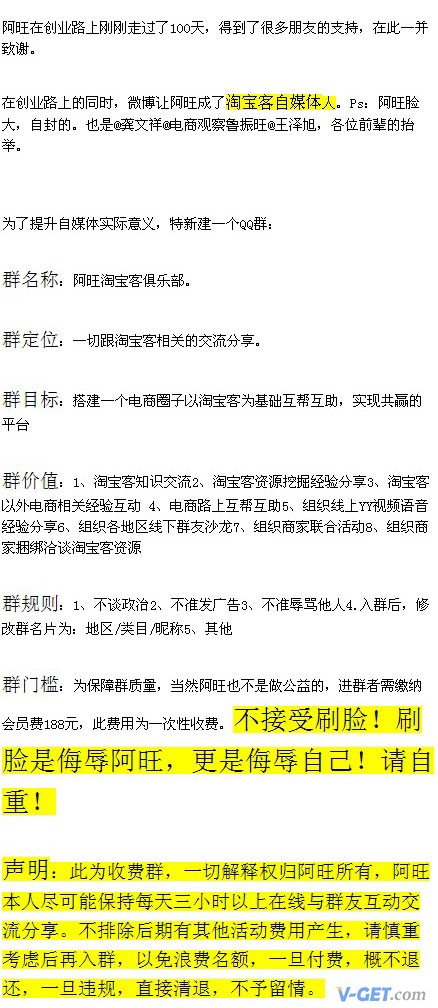 阿旺在创业路上刚刚走过了100天，得到了很多朋友的支持，在此一并
致谢。
在创业路上的同时，微博让阿旺成了淘宝客自媒体人。Ps：阿旺脸
大，自封的。也是@龚文祥@电商观察鲁振旺@王泽旭，各位前辈的抬
举。
为了提升自媒体实际意义，特新建一个QQ群：
群名称：阿旺淘宝客俱乐部。
群定位：一切跟淘宝客相关的交流分享。
群目标：搭建一个电商圈子以淘宝客为基础互帮互助，实现共赢的
平台
群价值：1、淘宝客知识交流2、淘宝客资源挖掘经验分享3、淘宝客
以外电商相关经验互动 4、电商路上互帮互助5、组织线上YY视频语音
经验分享6、组织各地区线下群友沙龙7、组织商家联合活动8、组织商
家捆绑洽谈淘宝客资源
群规则：1、不谈政治2、不准发广告3、不准辱骂他人4.入群后，修
改群名片为：地区/类目/昵称5、其他
群门槛：为保障群质量，当然阿旺也不是做公益的，进群者需缴纳
会员费188元，此费用为一次性收费。不接受刷脸！刷
脸是侮辱阿旺，更是侮辱自己！请自
重！
声明：此为收费群，一切解释权归阿旺所有，阿旺
本人尽可能保持每天三小时以上在线与群友互动交
流分享。不排除后期有其他活动费用产生，请慎重
考虑后再入群，以免浪费名额，一旦付费，概不退
还，一旦违规，直接清退，不予留情。
V-GET.com